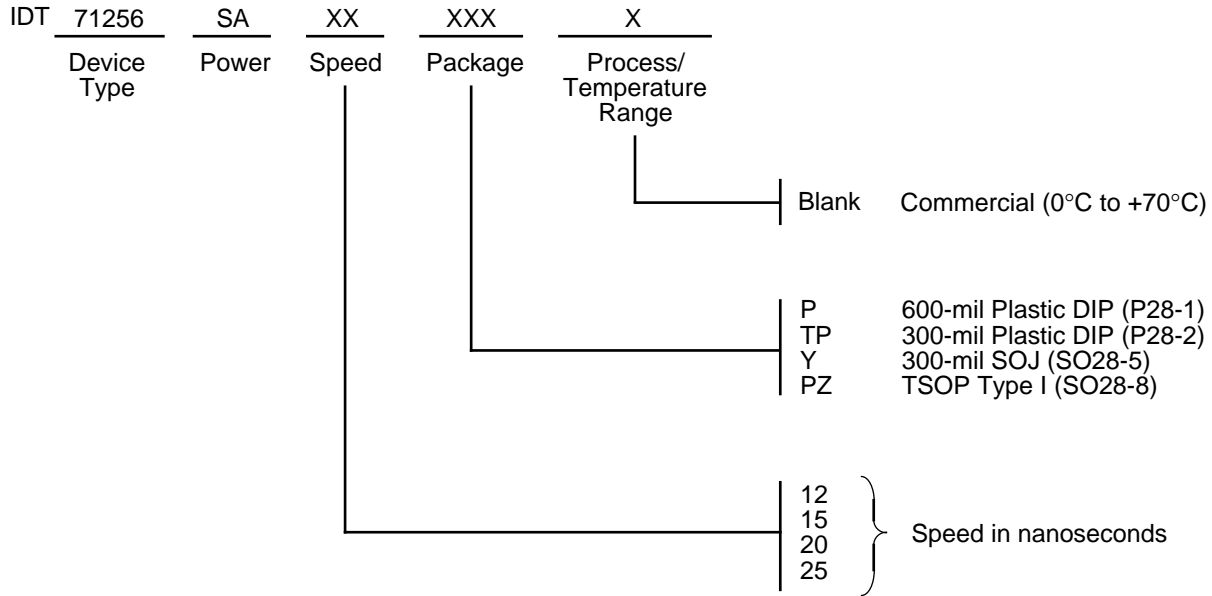 IDT 71256 SA XX XXX X
Device Type
Power
Speed
Package
Process/
Temperature
Range
Blank Commercial (0°C to +70°C)
P 600-mil Plastic DIP (P28-1)
TP 300-mil Plastic DIP (P28-2)
Y 300-mil SOJ (SO28-5)
PZ TSOP Type I (SO28-8)
12
15
20
25
Speed in nanoseconds